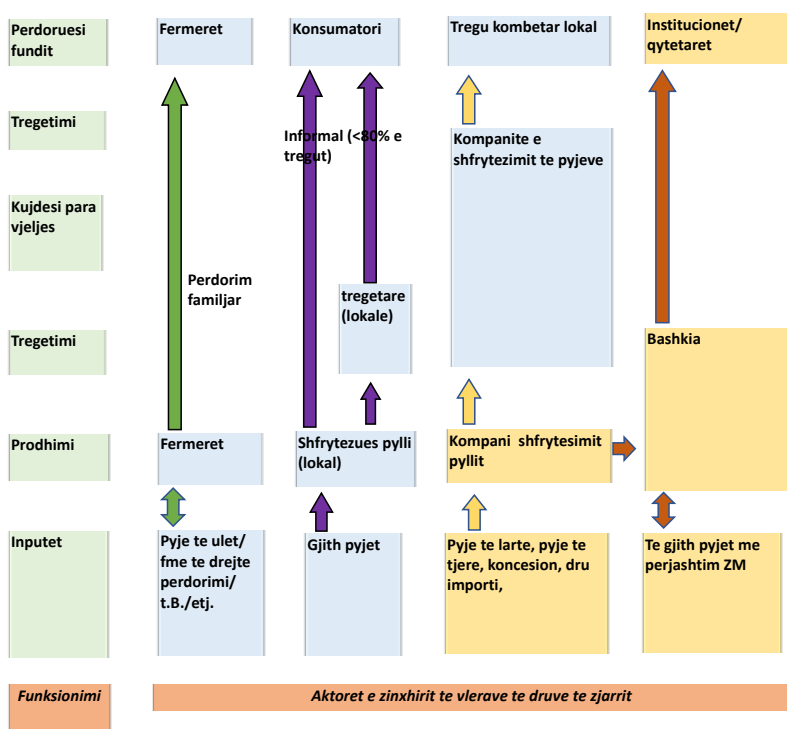 Perdoruesi
fundit
Fermeret
Konsumatori
Tregu kombetar lokal
Institucionet/
qytetaret
Tregetimi
Informal (<80% e
tregut)
Kompanite e
shfrytezimit te pyjeve
Kujdesi para
vjeljes
Perdorim
familjar
tregetare
(lokale)
Tregetimi
Bashkia
Prodhimi
Fermeret
Shfrytezues pylli
(lokal)
Kompani shfrytesimit
pyllit
Inputet
Pyje te ulet/
fme te drejte
perdorimi/
t.B./etj.
Gjith pyjet
Pyje te larte, pyje te
tjere, koncesion, dru
importi,
Te gjith pyjet me
perjashtim ZM
Funksionimi
Aktoret e zinxhirit te vlerave te druve te zjarrit